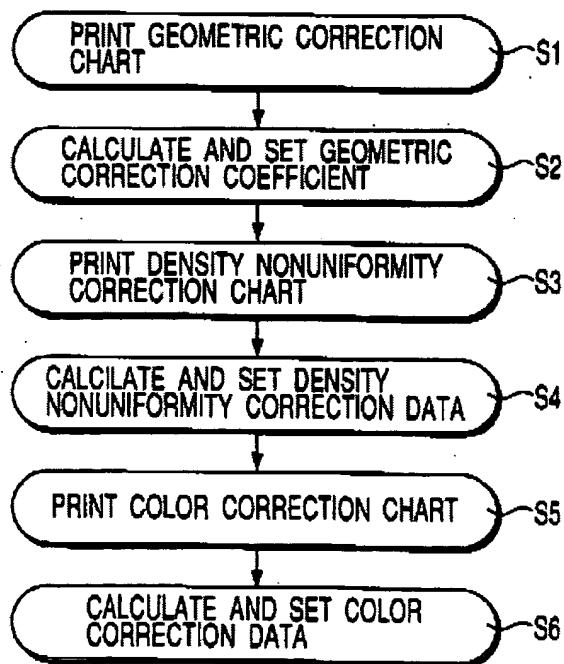 PRINT GEOMETRIC CORRECTION
CHART
S1
CALCULATE AND SET GEOMETRIC
CORRECTION COEFFICIENT
S2
PRINT DENSITY NONUNIFORMITY
CORRECTION CHART
S3
CALCILATE AND SET DENSITY
NONUNIFORMITY CORRECTION DATA
S4
PRINT COLOR CORRECTION CHART
S5
CALCULATE AND SET COLOR
CORRECTION DATA
S6